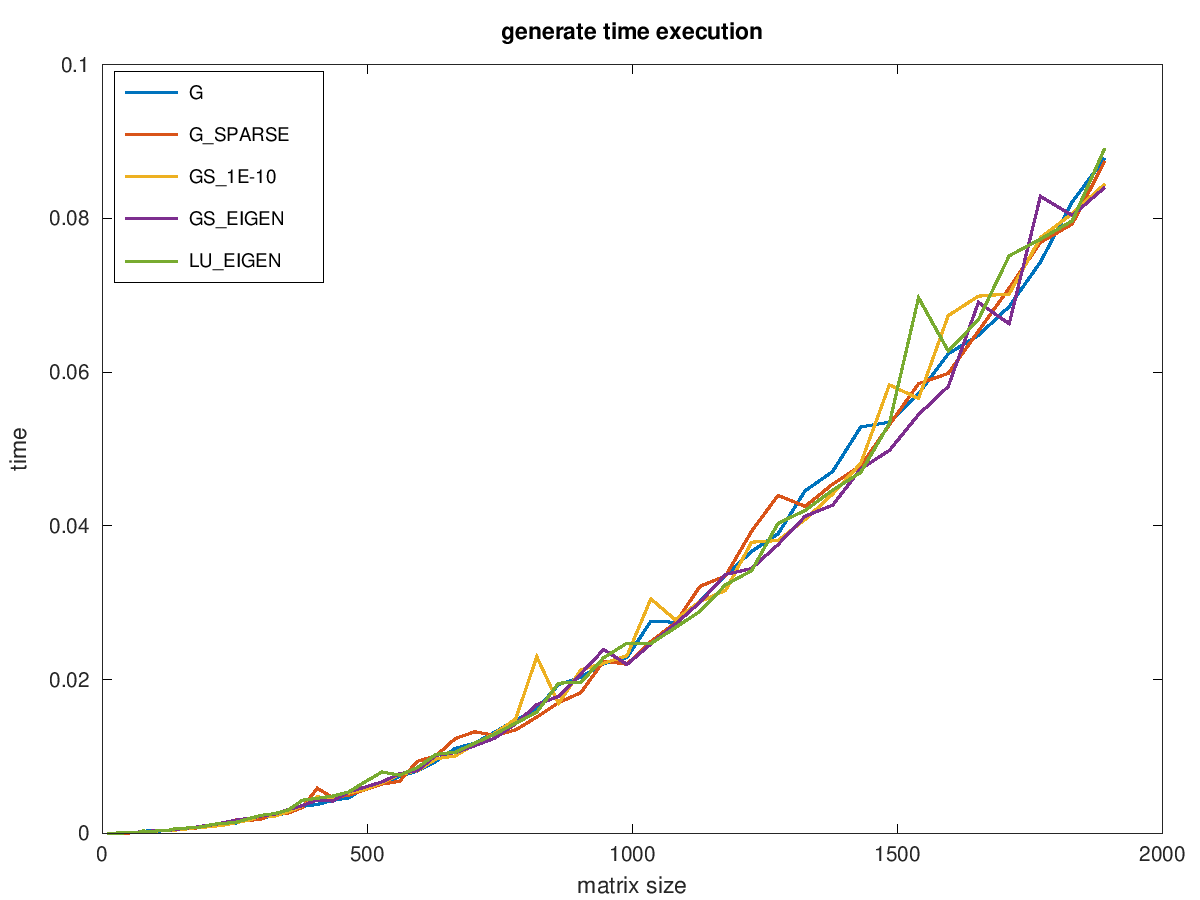 generate time execution
0.1
G
G_SPARSE
GS_1E-10
GS_EIGEN
LU_EIGEN
0.08
0.06
time
0.04
0.02
0
0
500
1000
1500
2000
matrix size